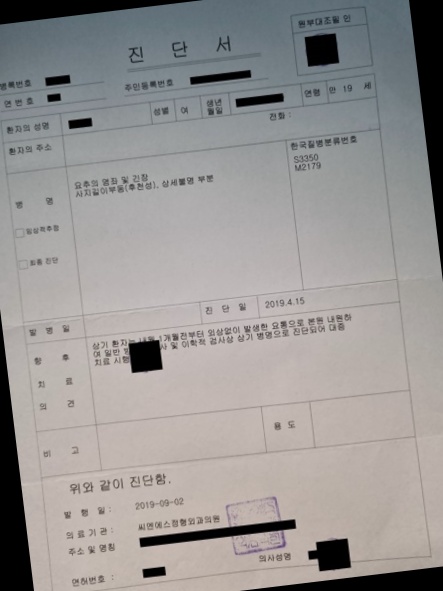 원부대조필 인
진 단 서
병록번호
연 번 호
주민등록번호
환자의 성명
성별 여
생년월일
연령 만 19 세
환자의 주소
전화 :
병 명
요추의 염좌 및 긴장
사지길이부동(후천성), 상세불명 부분
한국질병분류번호
S3350
M2179
임상적추정
최종 진단
발 병 일
진 단 일 2019.4.15
향 후 치 료 의 견
상기 환자는 내원 1개월전부터 외상없이 발생한 요통으로 본원 내원하
여 일반 사 및 이학적 검사상 상기 병명으로 진단되어 대증
치료 시행
비 고
용 도
위와 같이 진단함.
발 행 일 : 2019-09-02
의 료 기 관 : 씨엔에스정형외과의원
주소 및 명칭
의사성명
면허번호 :